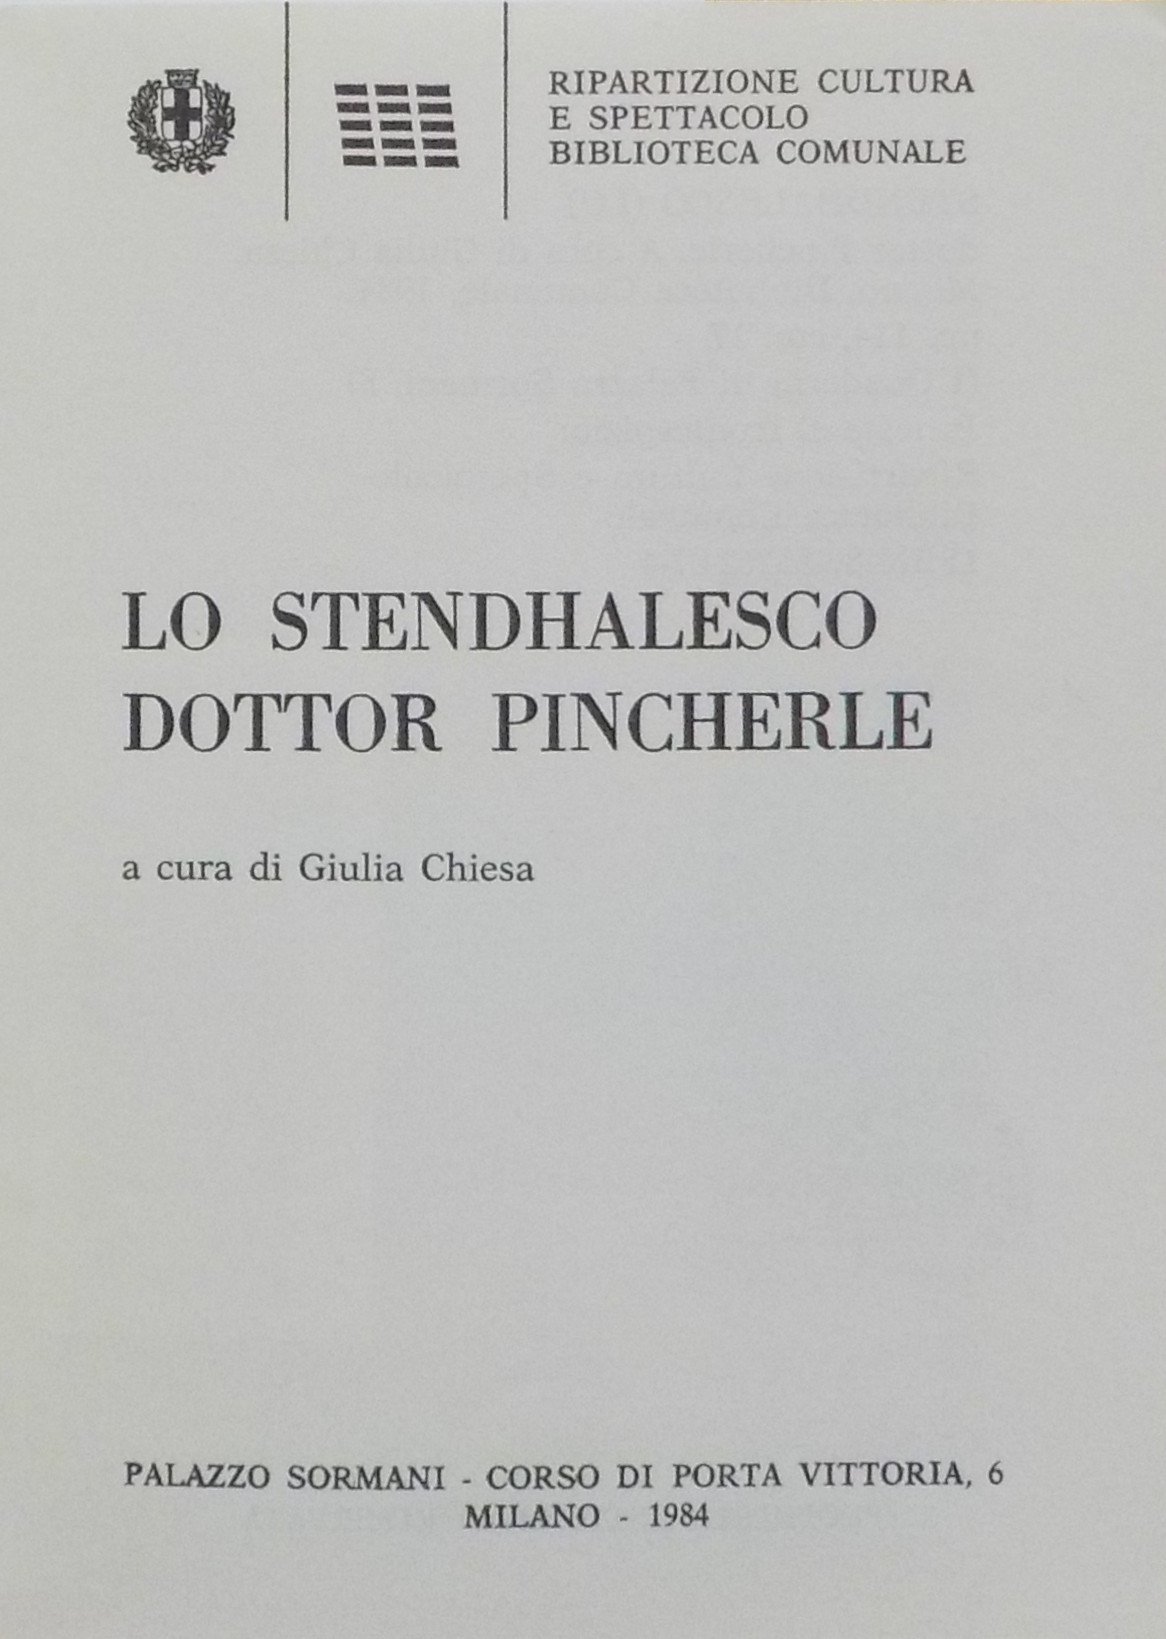 RIPARTIZIONE CULTURA
E SPETTACOLO
BIBLIOTECA COMUNALE
LO STENDHALESCO
DOTTOR PINCHERLE
a cura di Giulia Chiesa
PALAZZO SORMANI - CORSO DI PORTA VITTORIA, 6
MILANO - 1984